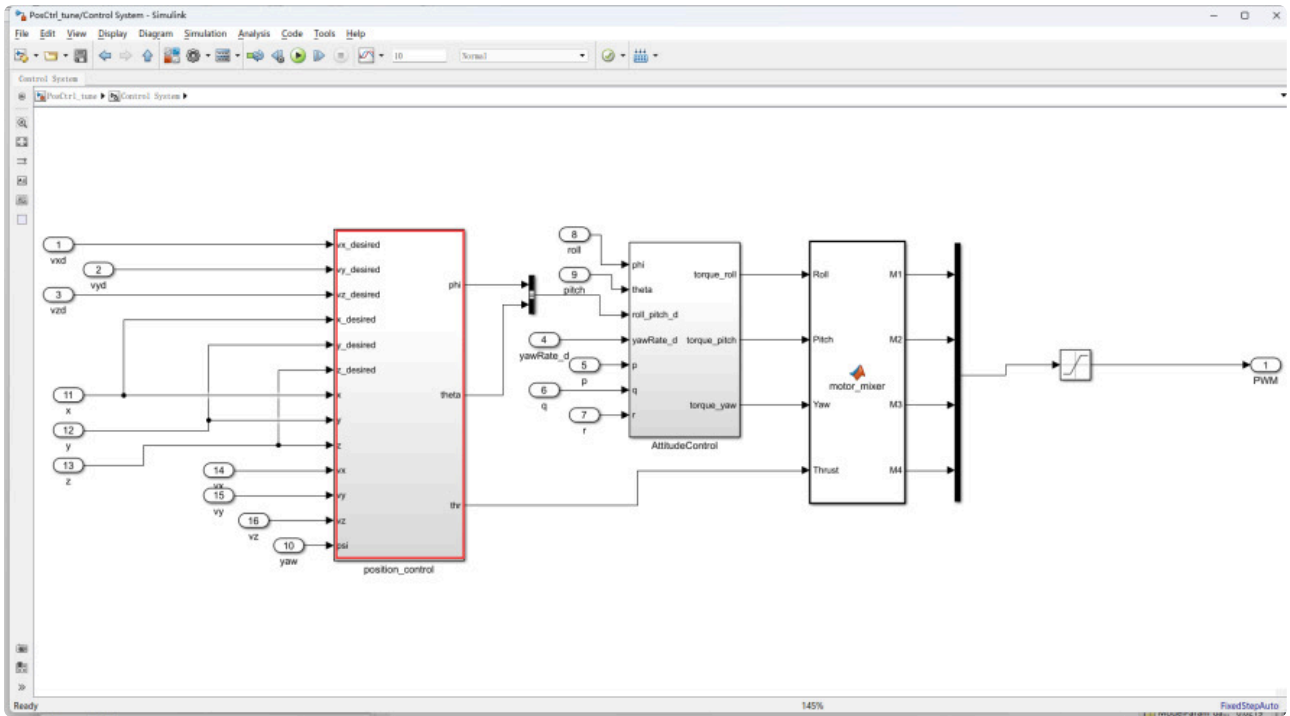 PosCtrl_tune/Control System - Simulink
File Edit View Display Diagram Simulation Analysis Code Tools Help
10 Normal
Control System
PosCtrl_tune Control System
1
vxd
2
vyd
3
vzd
11
x
12
y
13
z
14
vx
15
vy
16
vz
10
yaw
vx_desired
vy_desired
vz_desired
x_desired
y_desired
z_desired
x
y
z
vx
vy
vz
psi
phi
theta
thr
position_control
8
roll
9
pitch
4
yawRate_d
5
p
6
q
7
r
phi
theta
roll_pitch_d
yawRate_d
p
q
r
torque_roll
torque_pitch
torque_yaw
AttitudeControl
Roll
Pitch
Yaw
Thrust
motor_mixer
M1
M2
M3
M4
1
PWM
Ready 145% FixedStepAuto